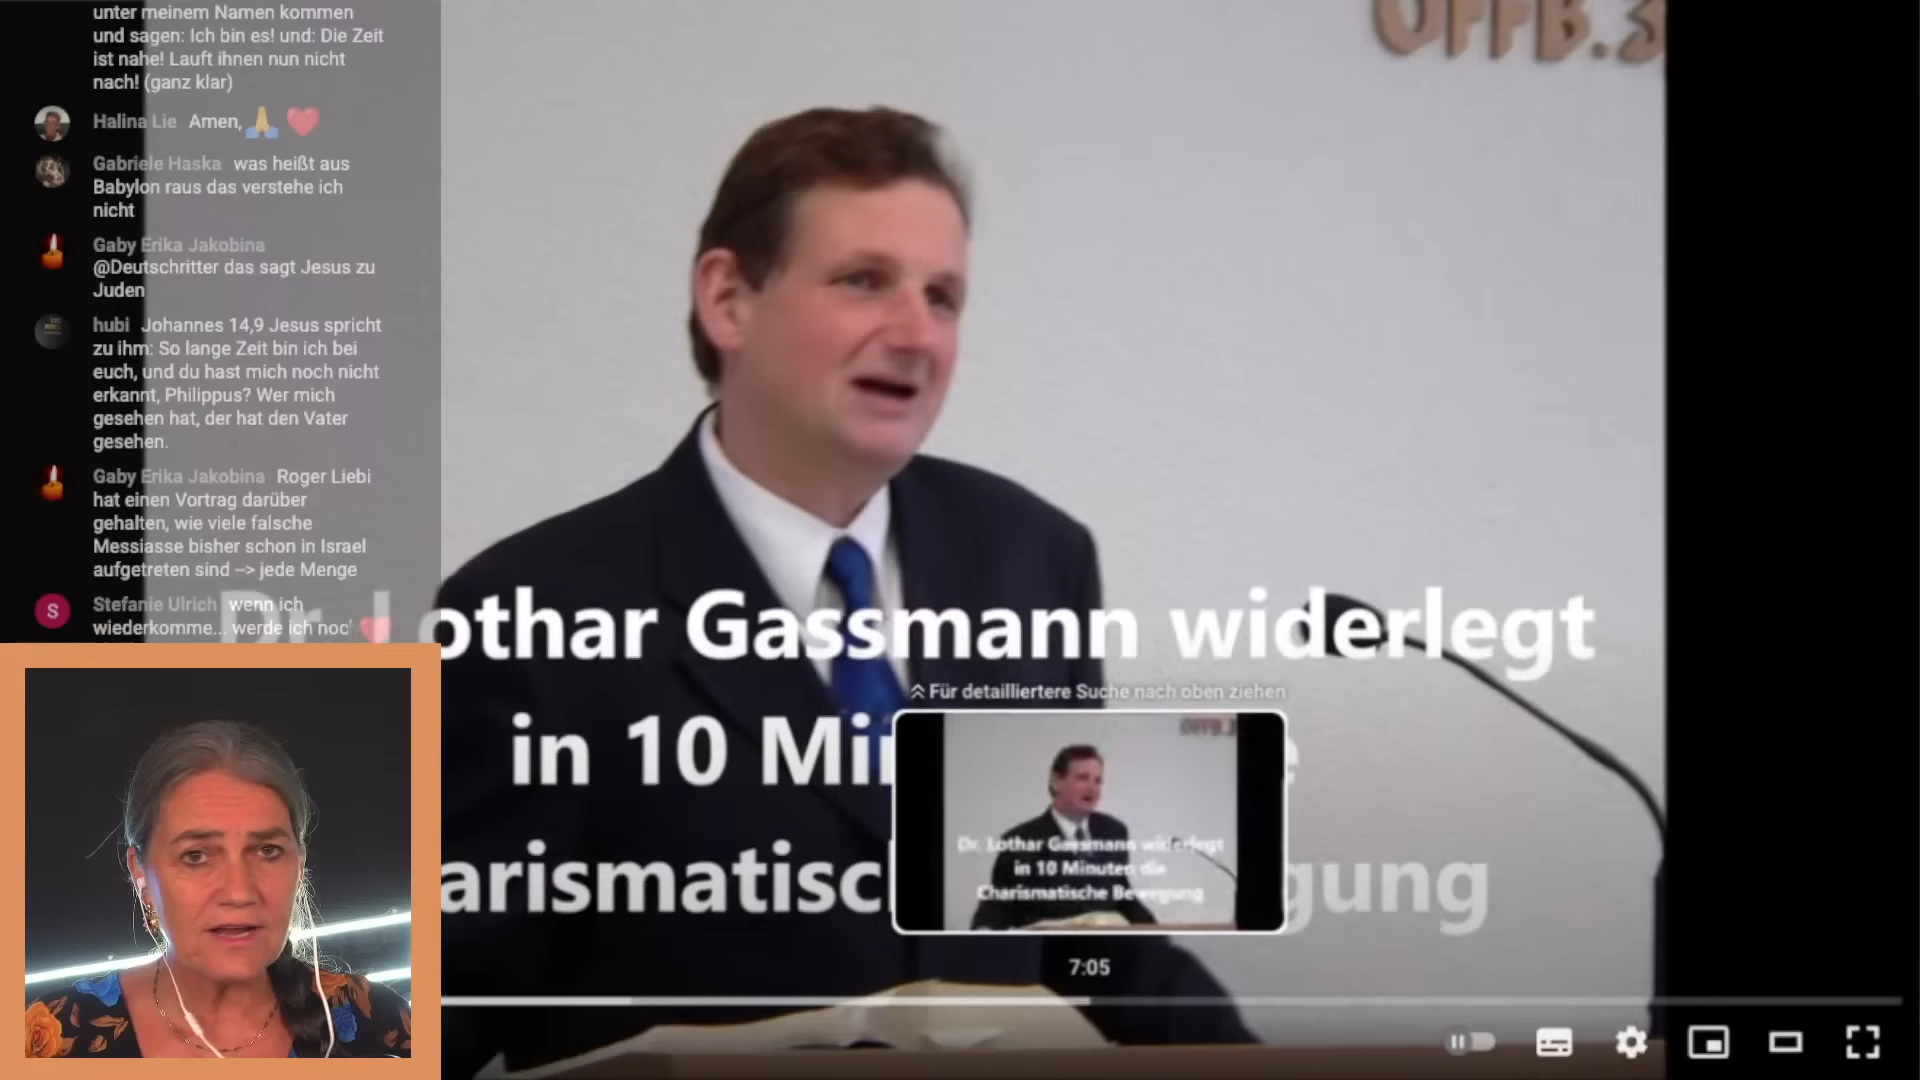 unter meinem Namen kommen
und sagen: Ich bin es! und: Die Zeit
ist nahe! Lauft ihnen nun nicht
nach! (ganz klar)
Halina Lie Amen,
Gabriele Haska was heißt aus
Babylon raus das verstehe ich
nicht
Gaby Erika Jakobina
@Deutschritter das sagt Jesus zu
Juden
hubi Johannes 14,9 Jesus spricht
zu ihm: So lange Zeit bin ich bei
euch, und du hast mich noch nicht
erkannt, Philippus? Wer mich
gesehen hat, der hat den Vater
gesehen.
Gaby Erika Jakobina Roger Liebi
hat einen Vortrag darüber
gehalten, wie viele falsche
Messiasse bisher schon in Israel
aufgetreten sind --> jede Menge
S
Stefanie Ulrich wenn ich
wiederkomme... werde ich noc
OFFB.3
Dr. Lothar Gassmann widerlegt
in 10 Min
arismatisc gung
Für detailliertere Suche nach oben ziehen
OFFB.3
Dr. Lothar Gassmann widerlegt
in 10 Minuten die
Charismatische Bewegung
7:05